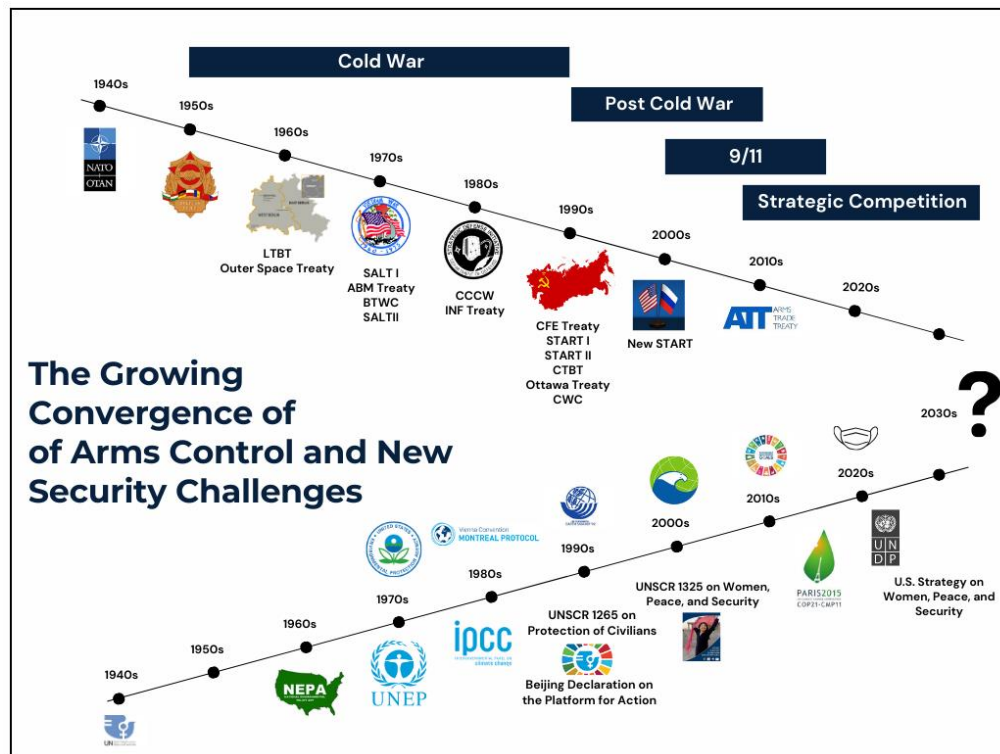 Cold War
Post Cold War
9/11
Strategic Competition
1940s
1950s
1960s
1970s
1980s
1990s
2000s
2010s
2020s
NATO
OTAN
LTBT
Outer Space Treaty
SALT I
ABM Treaty
BTWC
SALTII
CCCW
INF Treaty
CFE Treaty
START I
START II
CTBT
Ottawa Treaty
CWC
New START
ATT ARMS
TRADE
TREATY
The Growing
Convergence of
of Arms Control and New
Security Challenges
?
2030s
2020s
2010s
2000s
1990s
1980s
1970s
1960s
1950s
1940s
Vienna Convention
MONTREAL PROTOCOL
UNSCR 1325 on Women,
Peace, and Security
UNSCR 1265 on
Protection of Civilians
Beijing Declaration on
the Platform for Action
NEPA
UNEP
ipcc
climate change
PARIS2015
COP21·CMP11
U N
D P
U.S. Strategy on
Women, Peace, and
Security
UN